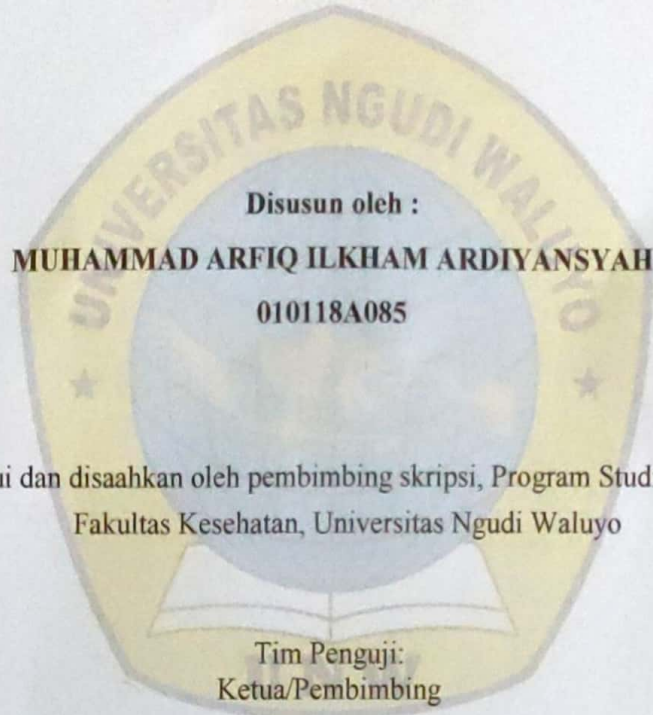 UNIVERSITAS NGUDI WALUYO
Disusun oleh :
MUHAMMAD ARFIQ ILKHAM ARDIYANSYAH
010118A085
dan disaahkan oleh pembimbing skripsi, Program
Fakultas Kesehatan, Universitas Ngudi Waluyo
Tim Penguji:
Ketua/Pembimbing